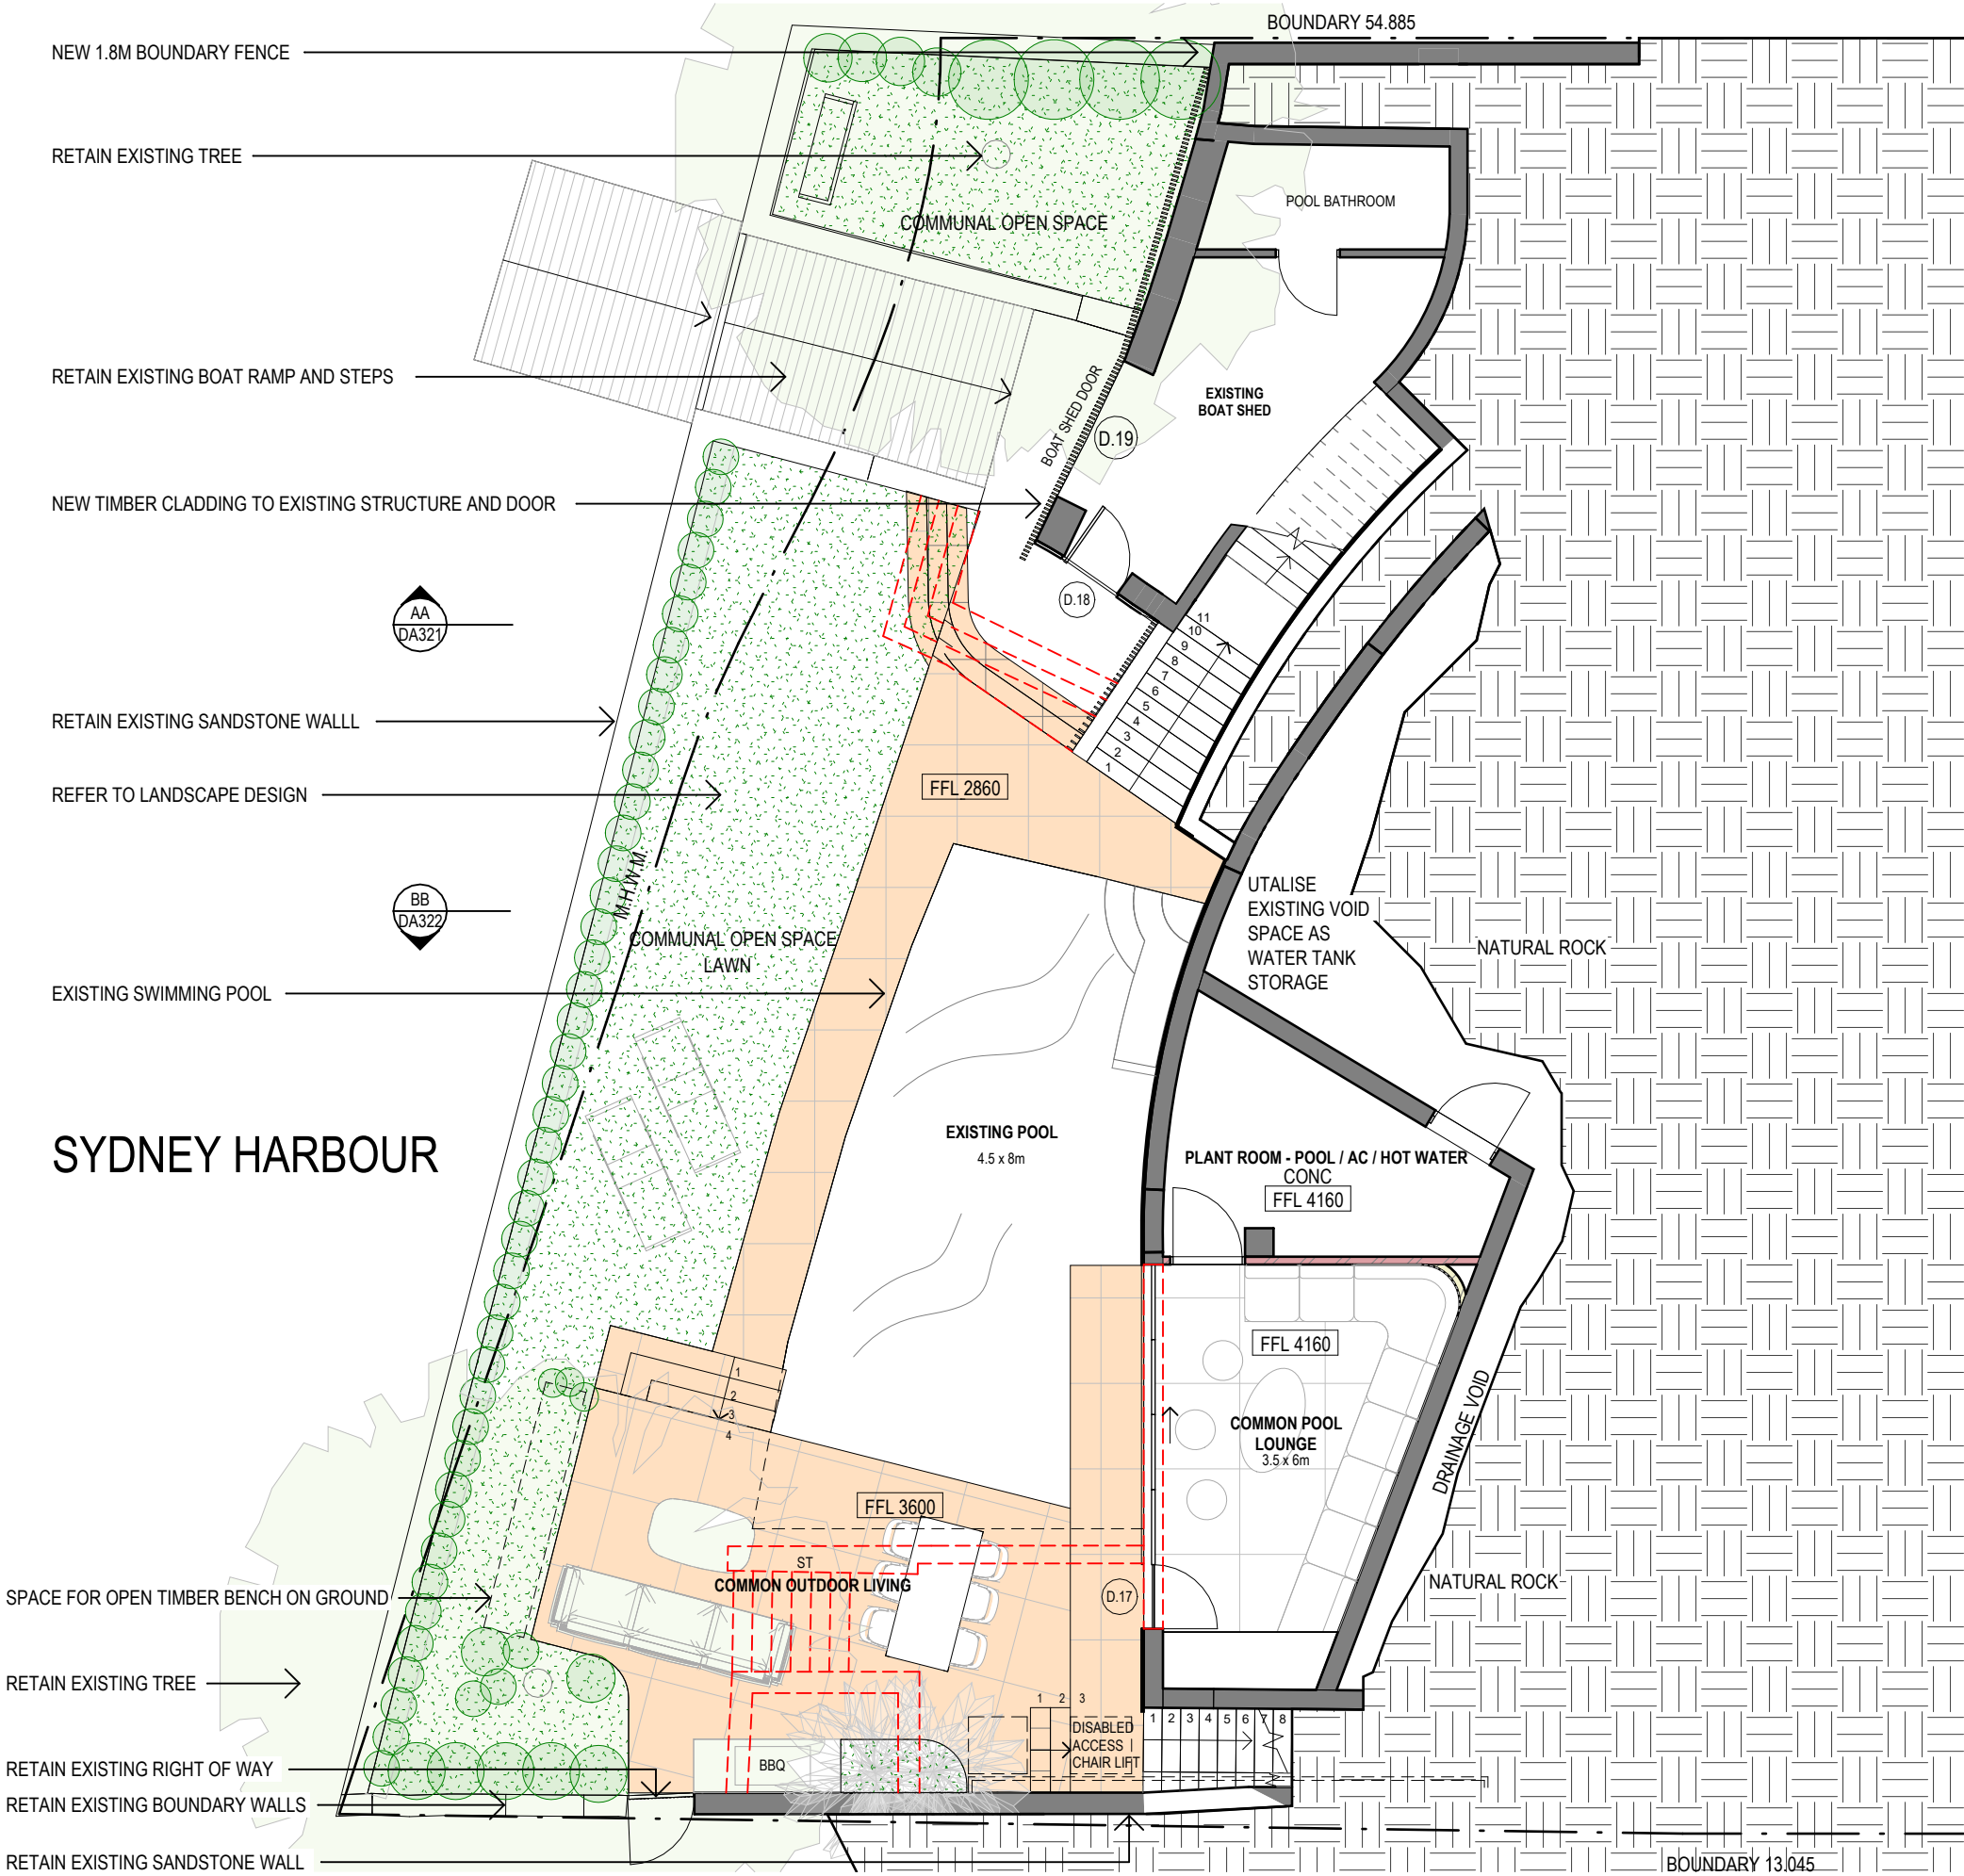 BOUNDARY 54.885
NEW 1.8M BOUNDARY FENCE
RETAIN EXISTING TREE
POOL BATHROOM
COMMUNAL OPEN SPACE
RETAIN EXISTING BOAT RAMP AND STEPS
BOAT SHED DOOR
EXISTING
BOAT SHED
D.19
NEW TIMBER CLADDING TO EXISTING STRUCTURE AND DOOR
D.18
AA
DA321
11
10
9
8
7
6
5
4
3
2
1
RETAIN EXISTING SANDSTONE WALLL
REFER TO LANDSCAPE DESIGN
FFL 2860
M.H.W.M.
BB
DA322
UTALISE
EXISTING VOID
SPACE AS
WATER TANK
STORAGE
NATURAL ROCK
COMMUNAL OPEN SPACE
LAWN
EXISTING SWIMMING POOL
SYDNEY HARBOUR
EXISTING POOL
4.5 x 8m
PLANT ROOM - POOL / AC / HOT WATER
CONC
FFL 4160
FFL 4160
COMMON POOL
LOUNGE
3.5 x 6m
DRAINAGE VOID
1
2
3
4
FFL 3600
ST
COMMON OUTDOOR LIVING
D.17
NATURAL ROCK
SPACE FOR OPEN TIMBER BENCH ON GROUND
RETAIN EXISTING TREE
1 2 3
1 2 3 4 5 6 7 8
DISABLED
ACCESS
CHAIR LIFT
BBQ
RETAIN EXISTING RIGHT OF WAY
RETAIN EXISTING BOUNDARY WALLS
RETAIN EXISTING SANDSTONE WALL
BOUNDARY 13.045